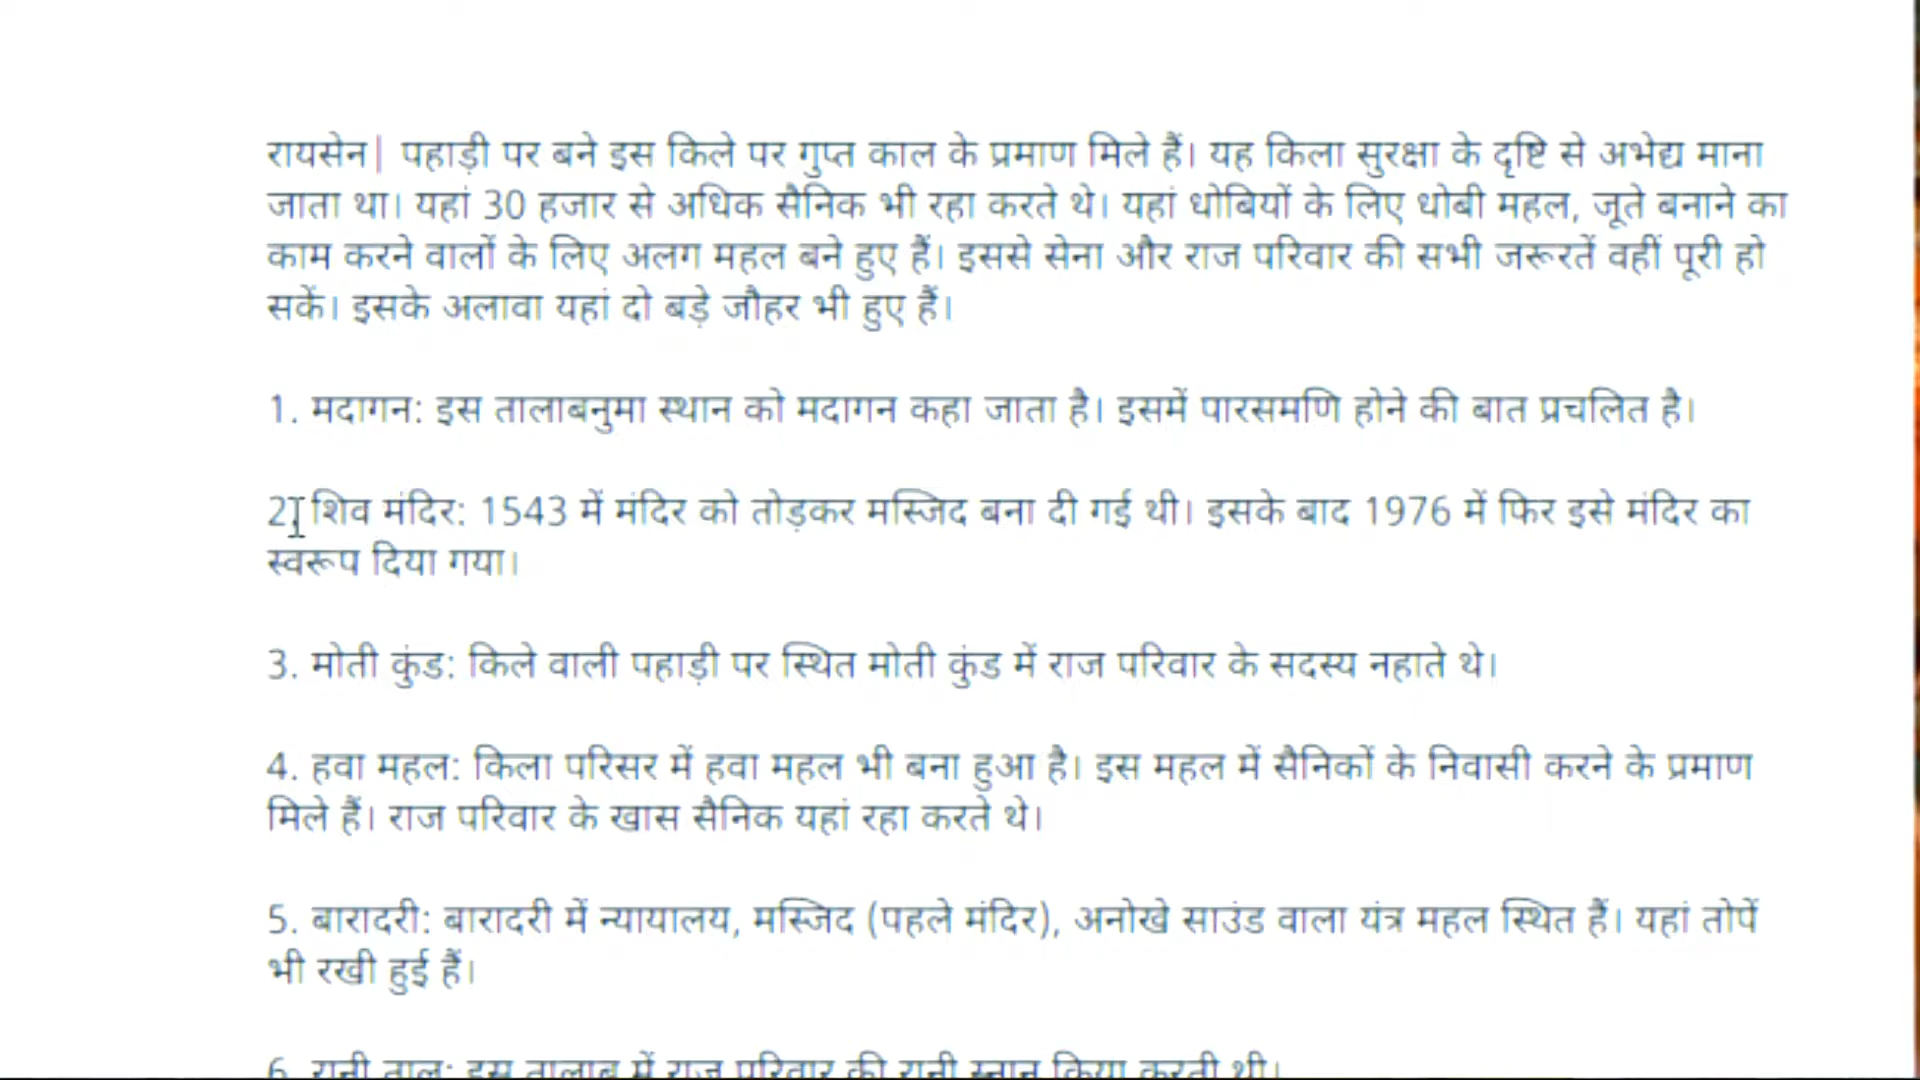 रायसेन| पहाड़ी पर बने इस किले पर गुप्त काल के प्रमाण मिले हैं। यह किला सुरक्षा के दृष्टि से अभेद्य माना
जाता था। यहां 30 हजार से अधिक सैनिक भी रहा करते थे। यहां धोबियों के लिए धोबी महल, जूते बनाने का
काम करने वालों के लिए अलग महल बने हुए हैं। इससे सेना और राज परिवार की सभी जरूरतें वहीं पूरी हो
सकें। इसके अलावा यहां दो बड़े जौहर भी हुए हैं।
1. मदागन: इस तालाबनुमा स्थान को मदागन कहा जाता है। इसमें पारसमणि होने की बात प्रचलित है।
2. शिव मंदिर: 1543 में मंदिर को तोड़कर मस्जिद बना दी गई थी। इसके बाद 1976 में फिर इसे मंदिर का
स्वरूप दिया गया।
3. मोती कुंड: किले वाली पहाड़ी पर स्थित मोती कुंड में राज परिवार के सदस्य नहाते थे।
4. हवा महल: किला परिसर में हवा महल भी बना हुआ है। इस महल में सैनिकों के निवासी करने के प्रमाण
मिले हैं। राज परिवार के खास सैनिक यहां रहा करते थे।
5. बारादरी: बारादरी में न्यायालय, मस्जिद (पहले मंदिर), अनोखे साउंड वाला यंत्र महल स्थित हैं। यहां तोपें
भी रखी हुई हैं।
6. रानी ताल: इस तालाब में राज परिवार की रानी स्नान किया करती थी।